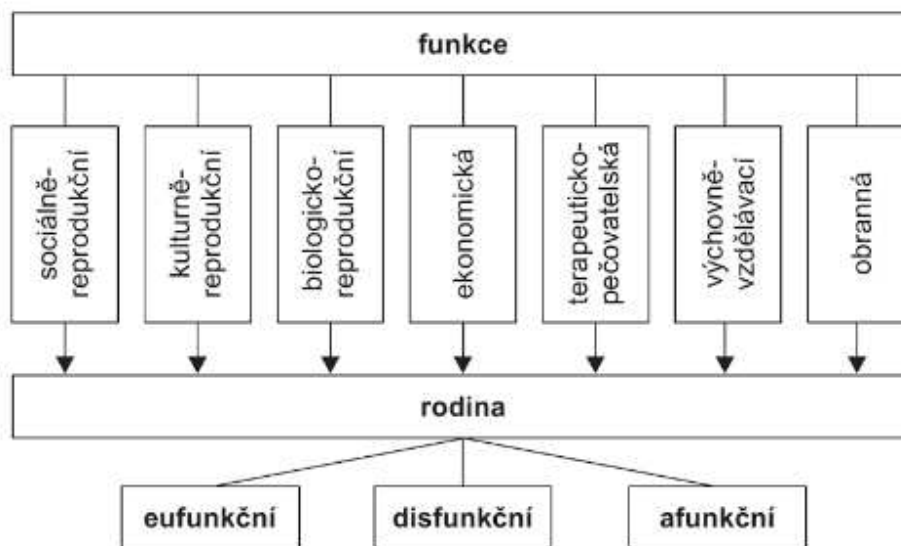 funkce
sociálně-
reprodukční
kulturně-
reprodukční
biologicko-
reprodukční
ekonomická
terapeuticko-
pečovatelská
výchovně-
vzdělávací
obranná
rodina
eufunkční
disfunkční
afunkční